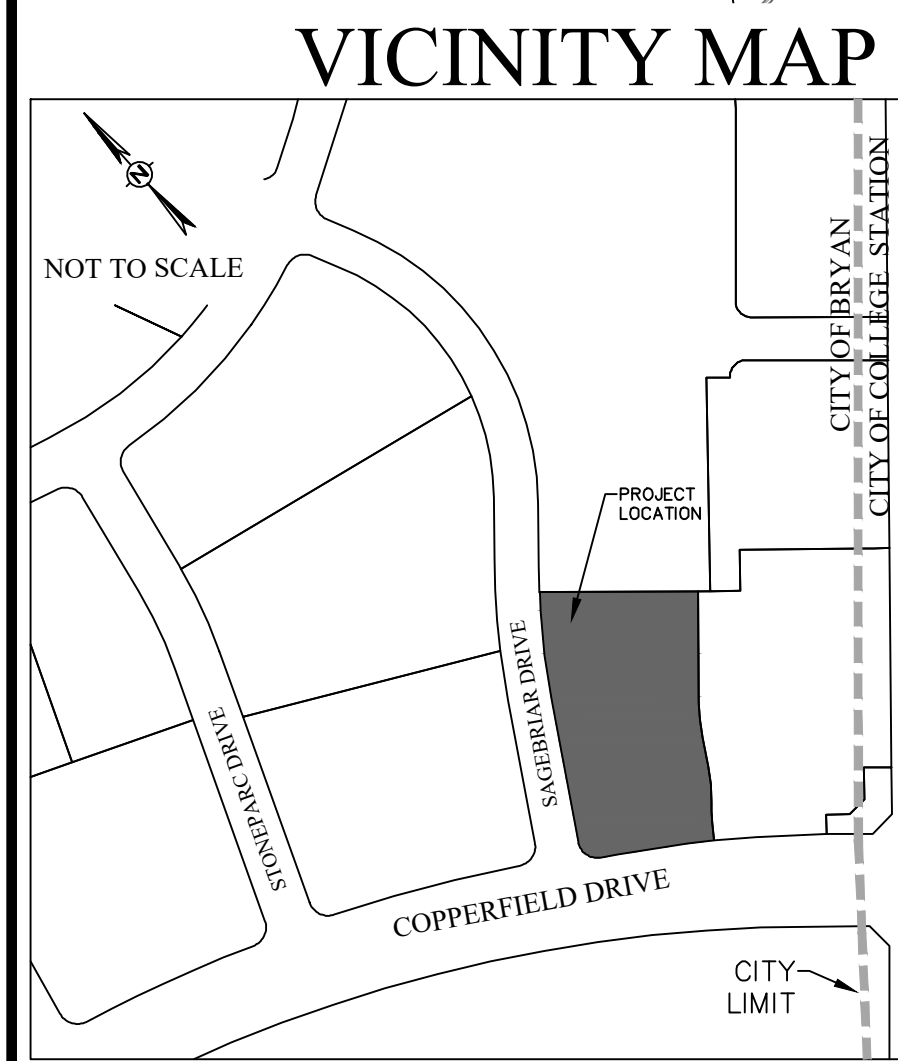 VICINITY MAP
N
NOT TO SCALE
CITY OF BRYAN
CITY OF COLLEGE STATION
PROJECT
LOCATION
SAGEBRIAR DRIVE
STONEPARC DRIVE
COPPERFIELD DRIVE
CITY
LIMIT